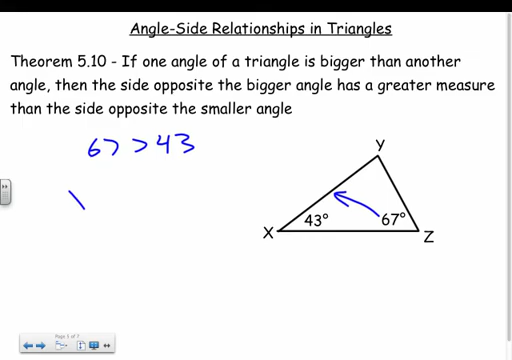 Angle-Side Relationships in Triangles
Theorem 5.10 - If one angle of a triangle is bigger than another
angle, then the side opposite the bigger angle has a greater measure
than the side opposite the smaller angle
67 > 43
Y
43°
67°
X
Z